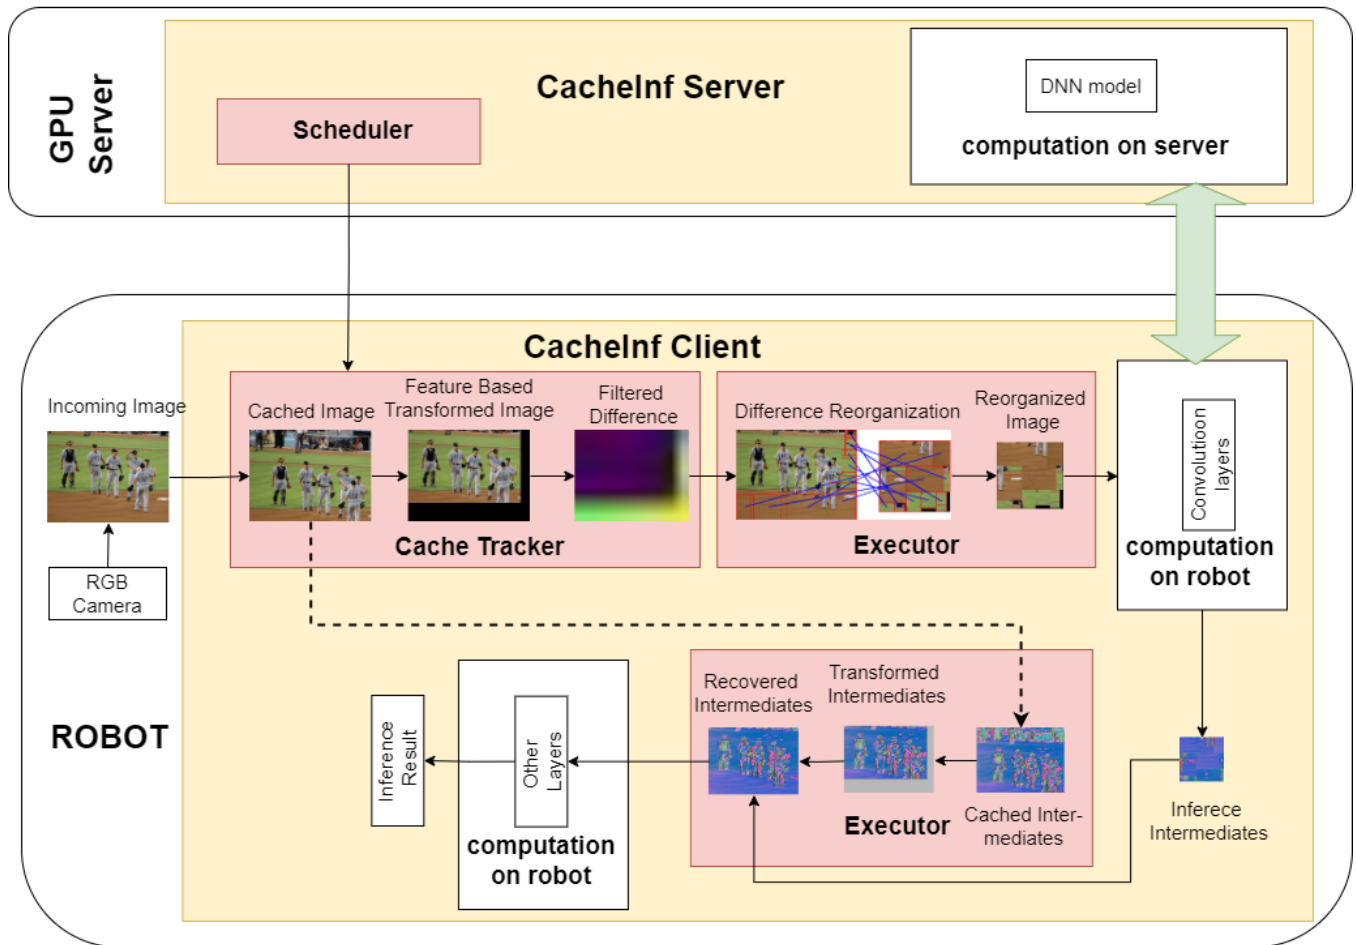 GPU
Server
CacheInf Server
Scheduler
DNN model
computation on server
CacheInf Client
Incoming Image
Cached Image
Feature Based
Transformed Image
Filtered
Difference
Cache Tracker
Difference Reorganization
Reorganized
Image
Executor
Convolutioon
layers
computation
on robot
RGB
Camera
ROBOT
Inference
Result
Other
Layers
computation
on robot
Recovered
Intermediates
Transformed
Intermediates
Cached Inter-
mediates
Executor
Inferece
Intermediates